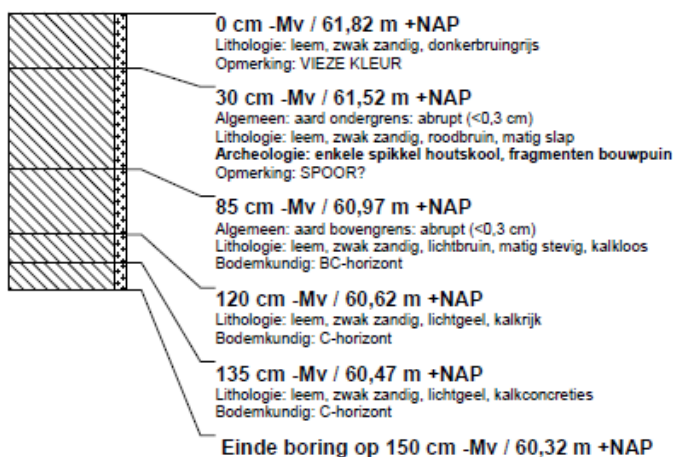 0 cm -Mv / 61,82 m +NAP
Lithologie: leem, zwak zandig, donkerbruingrijs
Opmerking: VIEZE KLEUR
30 cm -Mv / 61,52 m +NAP
Algemeen: aard ondergrens: abrupt (<0,3 cm)
Lithologie: leem, zwak zandig, roodbruin, matig slap
Archeologie: enkele spikkel houtskool, fragmenten bouwpuin
Opmerking: SPOOR?
85 cm -Mv / 60,97 m +NAP
Algemeen: aard bovengrens: abrupt (<0,3 cm)
Lithologie: leem, zwak zandig, lichtbruin, matig stevig, kalkloos
Bodemkundig: BC-horizont
120 cm -Mv / 60,62 m +NAP
Lithologie: leem, zwak zandig, lichtgeel, kalkrijk
Bodemkundig: C-horizont
135 cm -Mv / 60,47 m +NAP
Lithologie: leem, zwak zandig, lichtgeel, kalkconcreties
Bodemkundig: C-horizont
Einde boring op 150 cm -Mv / 60,32 m +NAP